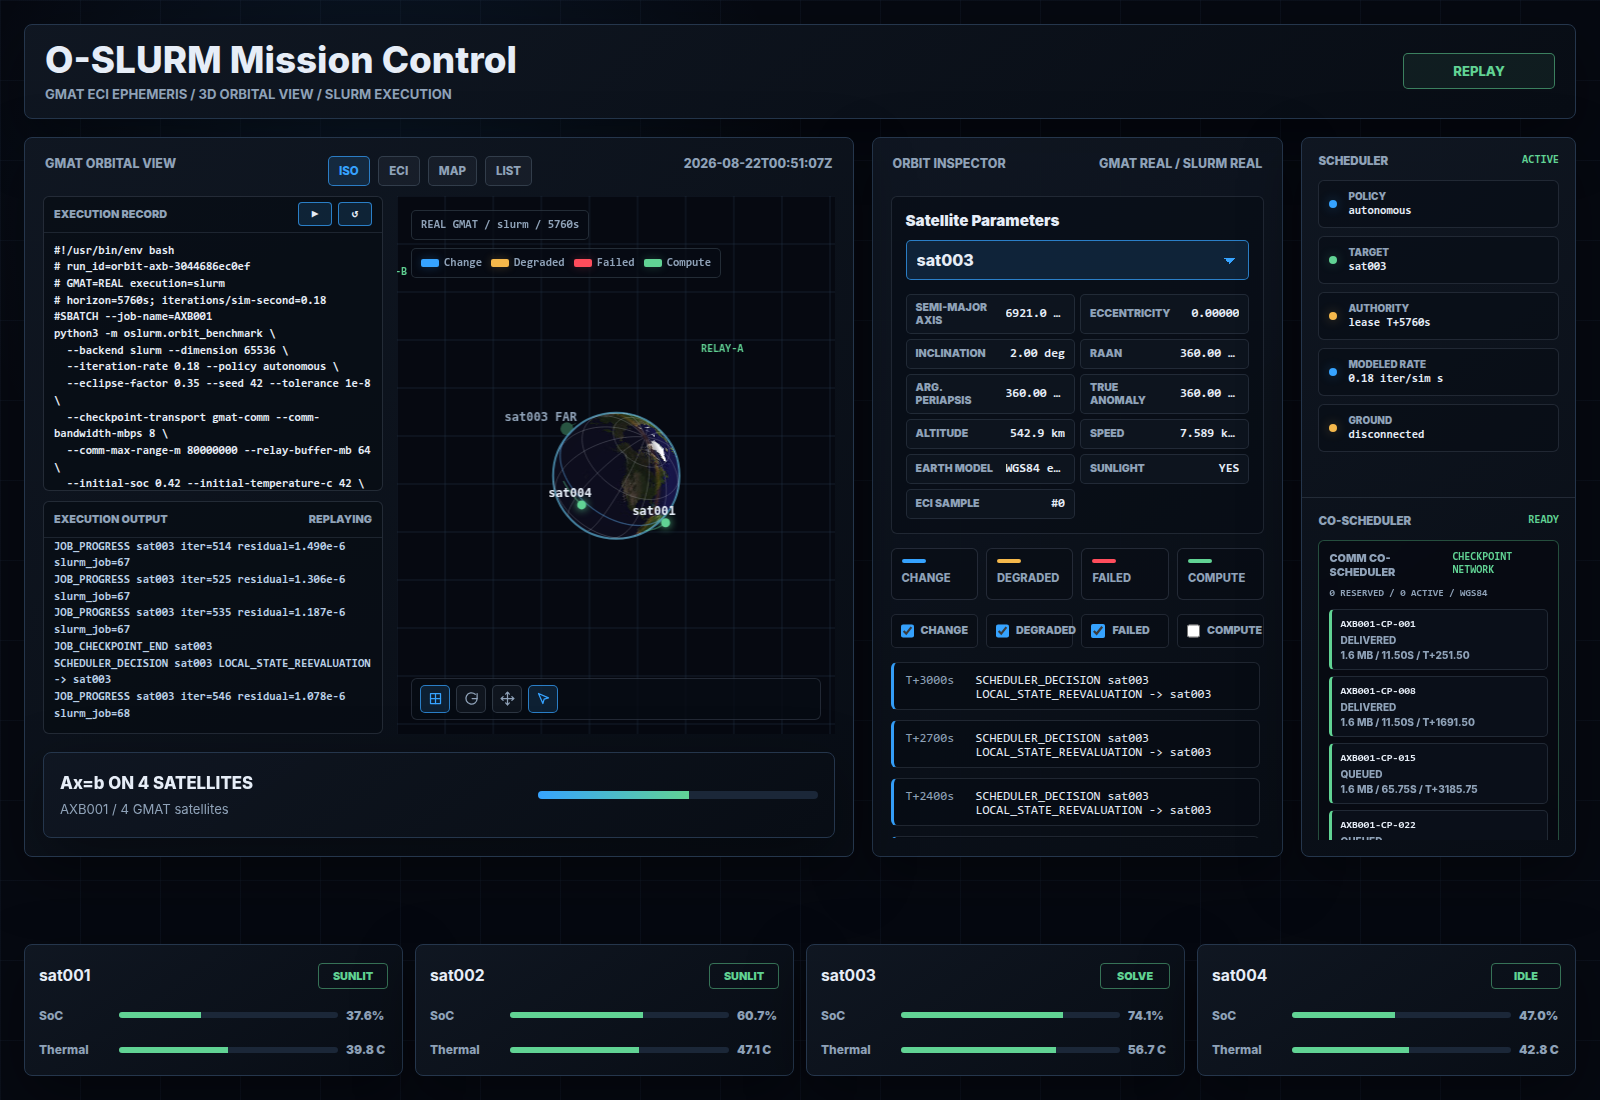 O-SLURM Mission Control
GMAT ECI EPHEMERIS / 3D ORBITAL VIEW / SLURM EXECUTION
REPLAY
GMAT ORBITAL VIEW
ISO
ECI
MAP
LIST
2026-08-22T00:51:07Z
EXECUTION RECORD
#!/usr/bin/env bash
# run_id=orbit-axb-3044686ec0ef
# GMAT=REAL execution=slurm
# horizon=5760s; iterations/sim-second=0.18
#SBATCH --job-name=AXB001
python3 -m oslurm.orbit_benchmark \
--backend slurm --dimension 65536 \
--iteration-rate 0.18 --policy autonomous \
--eclipse-factor 0.35 --seed 42 --tolerance 1e-8
\
--checkpoint-transport gmat-comm --comm-
bandwidth-mbps 8 \
--comm-max-range-m 80000000 --relay-buffer-mb 64
\
--initial-soc 0.42 --initial-temperature-c 42 \
EXECUTION OUTPUT
REPLAYING
JOB_PROGRESS sat003 iter=514 residual=1.490e-6
slurm_job=67
JOB_PROGRESS sat003 iter=525 residual=1.306e-6
slurm_job=67
JOB_PROGRESS sat003 iter=535 residual=1.187e-6
slurm_job=67
JOB_CHECKPOINT_END sat003
SCHEDULER_DECISION sat003 LOCAL_STATE_REEVALUATION
-> sat003
JOB_PROGRESS sat003 iter=546 residual=1.078e-6
slurm_job=68
REAL GMAT / slurm / 5760s
Change
Degraded
Failed
Compute
-B
RELAY-A
sat003 FAR
sat004
sat001
Ax=b ON 4 SATELLITES
AXB001 / 4 GMAT satellites
ORBIT INSPECTOR
GMAT REAL / SLURM REAL
Satellite Parameters
sat003
SEMI-MAJOR AXIS
6921.0 …
ECCENTRICITY
0.00000
INCLINATION
2.00 deg
RAAN
360.00 …
ARG. PERIAPSIS
360.00 …
TRUE ANOMALY
360.00 …
ALTITUDE
542.9 km
SPEED
7.589 k…
EARTH MODEL
WGS84 e…
SUNLIGHT
YES
ECI SAMPLE
#0
CHANGE
DEGRADED
FAILED
COMPUTE
CHANGE
DEGRADED
FAILED
COMPUTE
T+3000s
SCHEDULER_DECISION sat003
LOCAL_STATE_REEVALUATION -> sat003
T+2700s
SCHEDULER_DECISION sat003
LOCAL_STATE_REEVALUATION -> sat003
T+2400s
SCHEDULER_DECISION sat003
LOCAL_STATE_REEVALUATION -> sat003
SCHEDULER
ACTIVE
POLICY
autonomous
TARGET
sat003
AUTHORITY
lease T+5760s
MODELED RATE
0.18 iter/sim s
GROUND
disconnected
CO-SCHEDULER
READY
COMM CO-
SCHEDULER
CHECKPOINT
NETWORK
0 RESERVED / 0 ACTIVE / WGS84
AXB001-CP-001
DELIVERED
1.6 MB / 11.50S / T+251.50
AXB001-CP-008
DELIVERED
1.6 MB / 11.50S / T+1691.50
AXB001-CP-015
QUEUED
1.6 MB / 65.75S / T+3185.75
AXB001-CP-022
QUEUED
sat001
SUNLIT
SoC
37.6%
Thermal
39.8 C
sat002
SUNLIT
SoC
60.7%
Thermal
47.1 C
sat003
SOLVE
SoC
74.1%
Thermal
56.7 C
sat004
IDLE
SoC
47.0%
Thermal
42.8 C